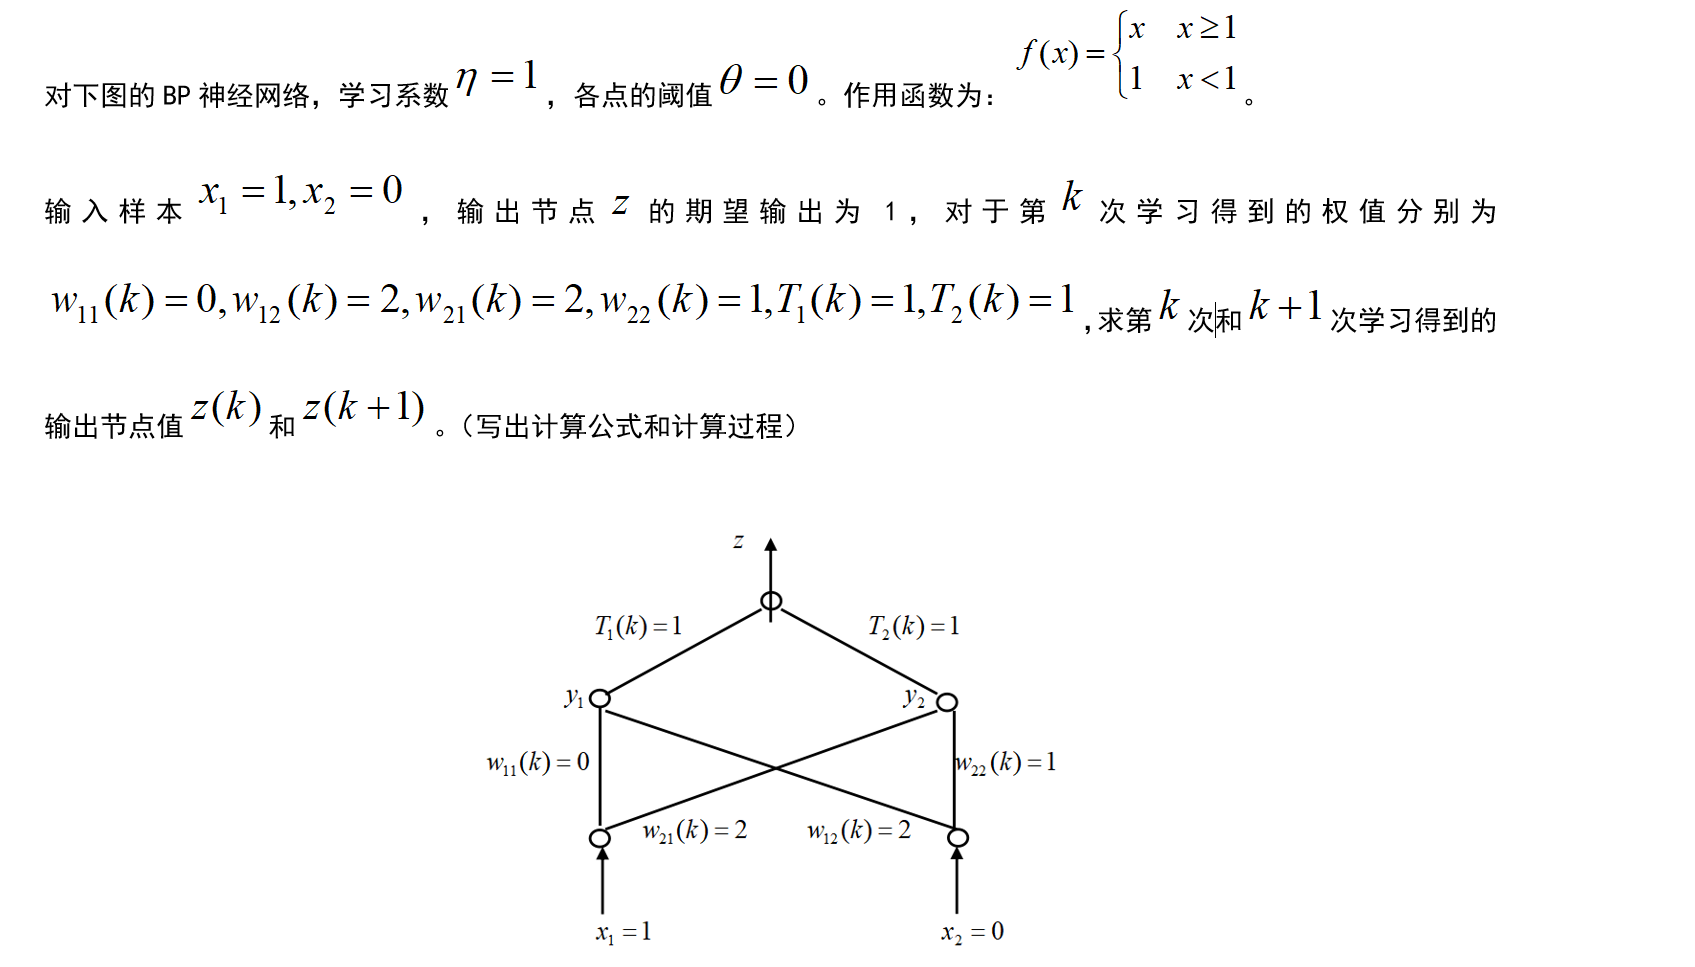 对下图的 BP 神经网络，学习系数 η = 1 ，各点的阈值 θ = 0 。作用函数为： f(x) = { x x ≥ 1 1 x < 1 。
输入样本 x₁ = 1, x₂ = 0 ，输出节点 z 的期望输出为 1，对于第 k 次学习得到的权值分别为
w₁₁(k) = 0, w₁₂(k) = 2, w₂₁(k) = 2, w₂₂(k) = 1, T₁(k) = 1, T₂(k) = 1 ，求第 k 次和 k + 1 次学习得到的
输出节点值 z(k) 和 z(k + 1) 。（写出计算公式和计算过程）
z
T₁(k) = 1 T₂(k) = 1
y₁ y₂
w₁₁(k) = 0 w₂₂(k) = 1
w₂₁(k) = 2 w₁₂(k) = 2
x₁ = 1 x₂ = 0